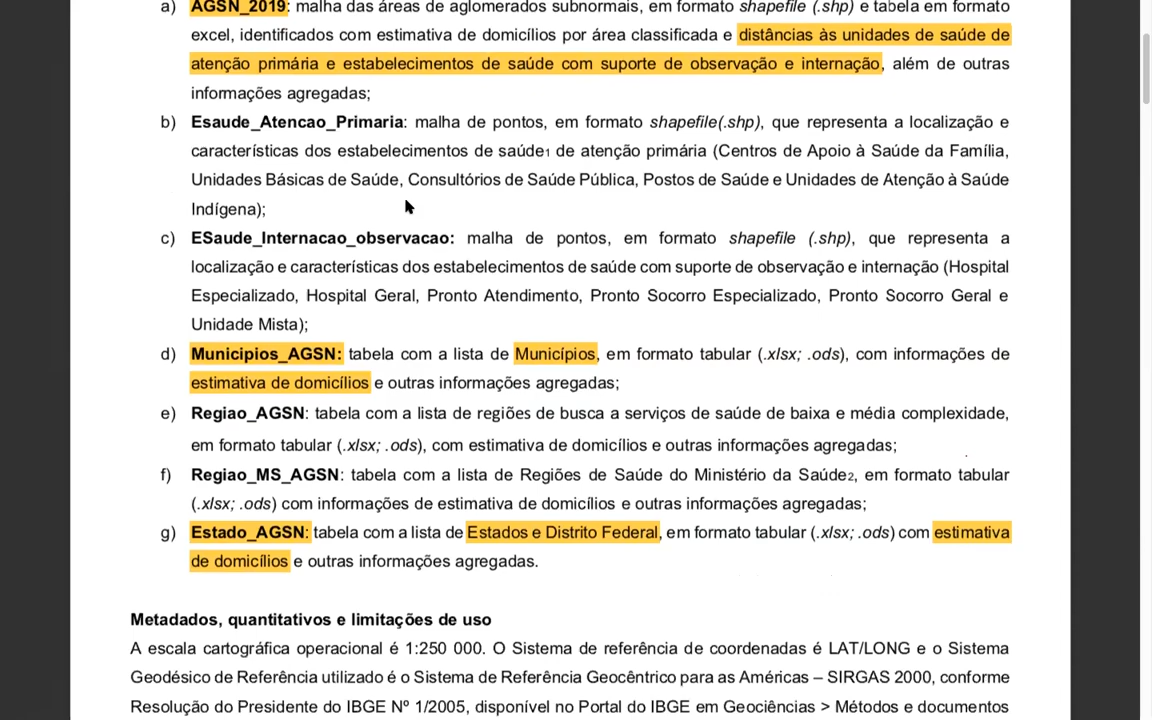 a) AGSN_2019: malha das áreas de aglomerados subnormais, em formato shapefile (.shp) e tabela em formato
excel, identificados com estimativa de domicílios por área classificada e distâncias às unidades de saúde de
atenção primária e estabelecimentos de saúde com suporte de observação e internação, além de outras
informações agregadas;
b) Esaude_Atencao_Primaria: malha de pontos, em formato shapefile(.shp), que representa a localização e
características dos estabelecimentos de saúde1 de atenção primária (Centros de Apoio à Saúde da Família,
Unidades Básicas de Saúde, Consultórios de Saúde Pública, Postos de Saúde e Unidades de Atenção à Saúde
Indígena);
c) ESaude_Internacao_observacao: malha de pontos, em formato shapefile (.shp), que representa a
localização e características dos estabelecimentos de saúde com suporte de observação e internação (Hospital
Especializado, Hospital Geral, Pronto Atendimento, Pronto Socorro Especializado, Pronto Socorro Geral e
Unidade Mista);
d) Municipios_AGSN: tabela com a lista de Municípios, em formato tabular (.xlsx; .ods), com informações de
estimativa de domicílios e outras informações agregadas;
e) Regiao_AGSN: tabela com a lista de regiões de busca a serviços de saúde de baixa e média complexidade,
em formato tabular (.xlsx; .ods), com estimativa de domicílios e outras informações agregadas;
f) Regiao_MS_AGSN: tabela com a lista de Regiões de Saúde do Ministério da Saúde2, em formato tabular
(.xlsx; .ods) com informações de estimativa de domicílios e outras informações agregadas;
g) Estado_AGSN: tabela com a lista de Estados e Distrito Federal, em formato tabular (.xlsx; .ods) com estimativa
de domicílios e outras informações agregadas.
Metadados, quantitativos e limitações de uso
A escala cartográfica operacional é 1:250 000. O Sistema de referência de coordenadas é LAT/LONG e o Sistema
Geodésico de Referência utilizado é o Sistema de Referência Geocêntrico para as Américas – SIRGAS 2000, conforme
Resolução do Presidente do IBGE Nº 1/2005, disponível no Portal do IBGE em Geociências > Métodos e documentos